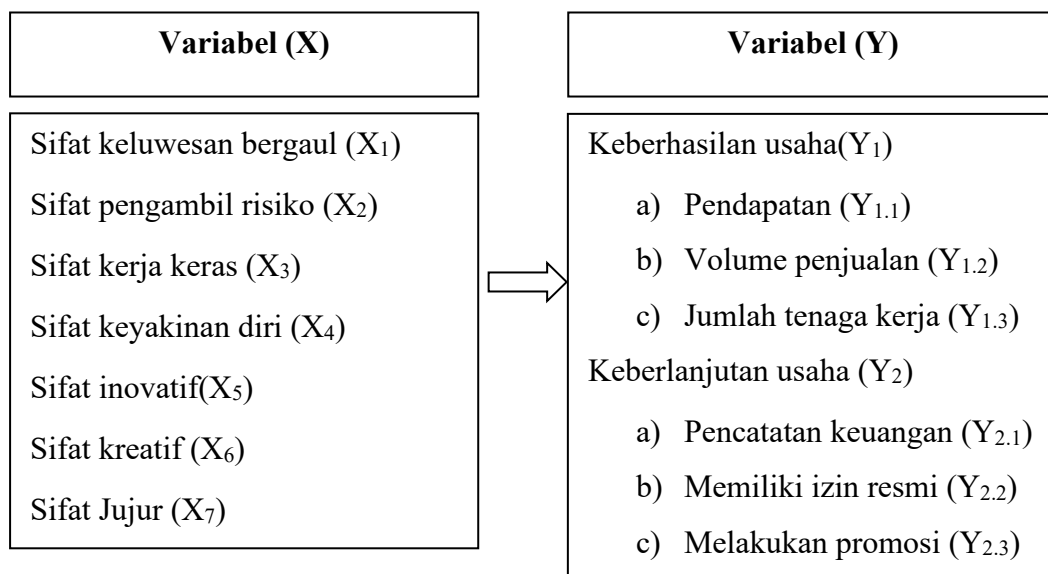 Variabel (X)
Sifat keluwesan bergaul (X₁)
Sifat pengambil risiko (X₂)
Sifat kerja keras (X₃)
Sifat keyakinan diri (X₄)
Sifat inovatif(X₅)
Sifat kreatif (X₆)
Sifat Jujur (X₇)
Variabel (Y)
Keberhasilan usaha(Y₁)
a) Pendapatan (Y₁.₁)
b) Volume penjualan (Y₁.₂)
c) Jumlah tenaga kerja (Y₁.₃)
Keberlanjutan usaha (Y₂)
a) Pencatatan keuangan (Y₂.₁)
b) Memiliki izin resmi (Y₂.₂)
c) Melakukan promosi (Y₂.₃)